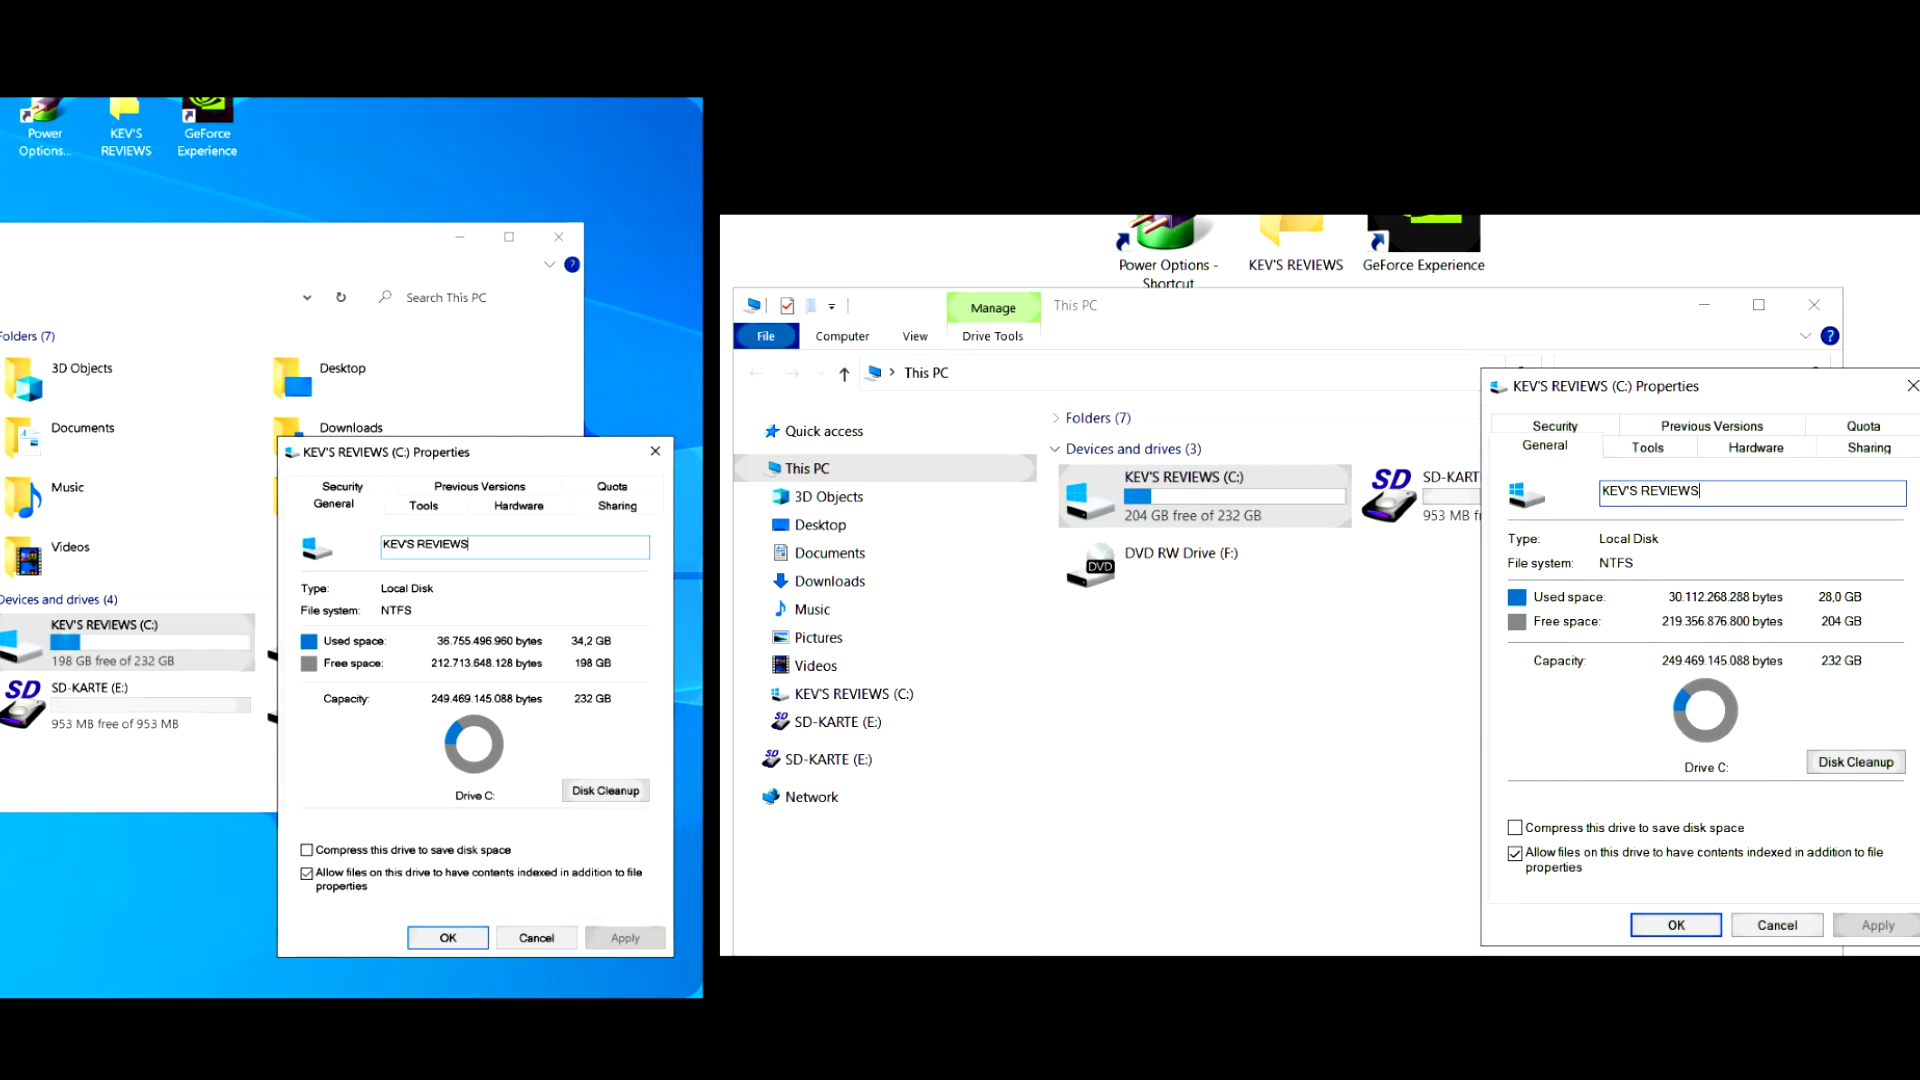 Power
Options...
KEV'S
REVIEWS
GeForce
Experience
Search This PC
Folders (7)
3D Objects
Desktop
Documents
Downloads
Music
Videos
Devices and drives (4)
KEV'S REVIEWS (C:)
198 GB free of 232 GB
SD
SD-KARTE (E:)
953 MB free of 953 MB
KEV'S REVIEWS (C:) Properties
Security
Previous Versions
Quota
General
Tools
Hardware
Sharing
KEV'S REVIEWS
Type: Local Disk
File system: NTFS
Used space: 36.755.496.960 bytes 34,2 GB
Free space: 212.713.648.128 bytes 198 GB
Capacity: 249.469.145.088 bytes 232 GB
Drive C:
Disk Cleanup
Compress this drive to save disk space
Allow files on this drive to have contents indexed in addition to file
properties
OK
Cancel
Apply
Power Options -
Shortcut
KEV'S REVIEWS
GeForce Experience
Manage
This PC
File
Computer
View
Drive Tools
This PC
Quick access
This PC
3D Objects
Desktop
Documents
Downloads
Music
Pictures
Videos
KEV'S REVIEWS (C:)
SD
SD-KARTE (E:)
SD
SD-KARTE (E:)
Network
Folders (7)
Devices and drives (3)
KEV'S REVIEWS (C:)
204 GB free of 232 GB
SD
SD-KART
953 MB f
DVD
DVD RW Drive (F:)
KEV'S REVIEWS (C:) Properties
Security
Previous Versions
Quota
General
Tools
Hardware
Sharing
KEV'S REVIEWS
Type: Local Disk
File system: NTFS
Used space: 30.112.268.288 bytes 28,0 GB
Free space: 219.356.876.800 bytes 204 GB
Capacity: 249.469.145.088 bytes 232 GB
Drive C:
Disk Cleanup
Compress this drive to save disk space
Allow files on this drive to have contents indexed in addition to file
properties
OK
Cancel
Apply